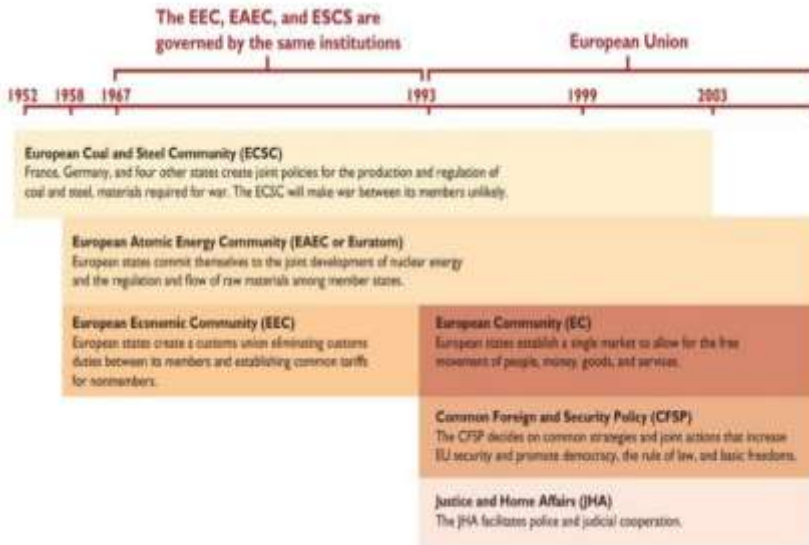 The EEC, EAEC, and ESCS are
governed by the same institutions
European Union
1952 1958 1967 1993 1999 2003
European Coal and Steel Community (ECSC)
France, Germany, and four other states create joint policies for the production and regulation of
coal and steel, materials required for war. The ECSC will make war between its members unlikely.
European Atomic Energy Community (EAEC or Euratom)
European states commit themselves to the joint development of nuclear energy
and the regulation and flow of raw materials among member states.
European Economic Community (EEC)
European states create a customs union eliminating customs
duties between its members and establishing common tariffs
for nonmembers.
European Community (EC)
European states establish a single market to allow for the free
movement of people, money, goods, and services.
Common Foreign and Security Policy (CFSP)
The CFSP decides on common strategies and joint actions that increase
EU security and promote democracy, the rule of law, and basic freedoms.
Justice and Home Affairs (JHA)
The JHA facilitates police and judicial cooperation.